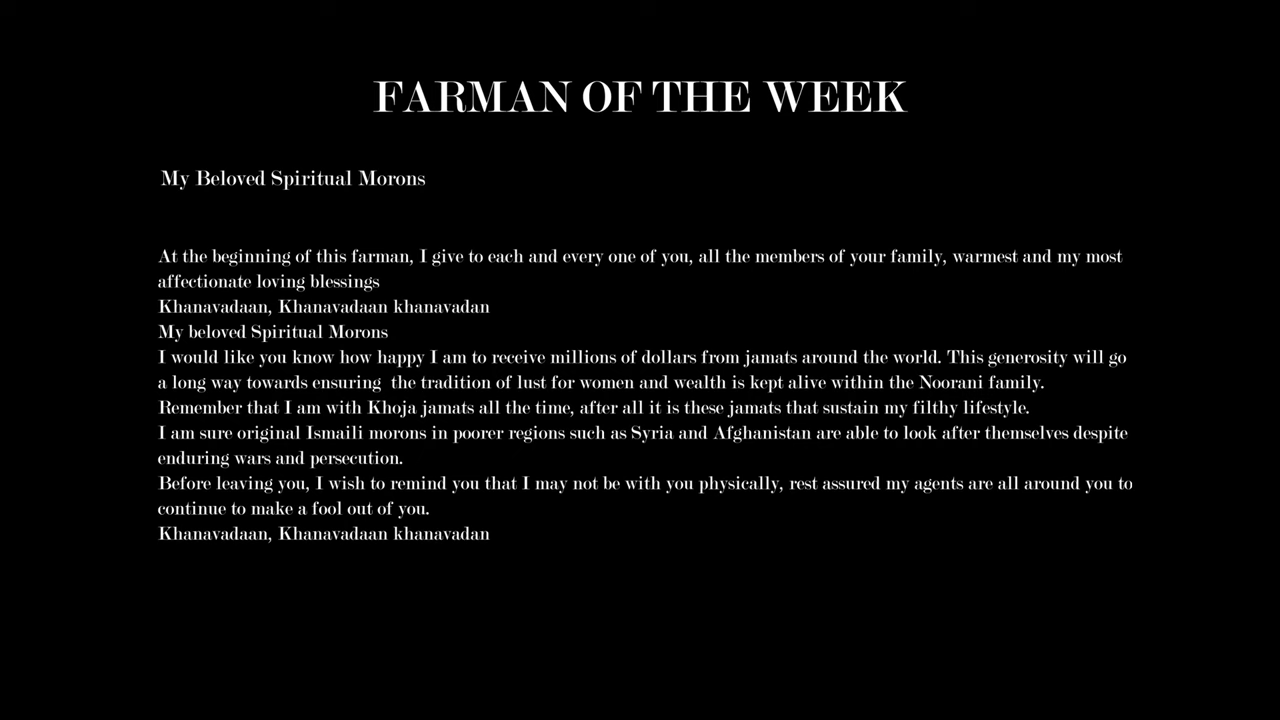 FARMAN OF THE WEEK
My Beloved Spiritual Morons
At the beginning of this farman, I give to each and every one of you, all the members of your family, warmest and my most
affectionate loving blessings
Khanavadaan, Khanavadaan khanavadan
My beloved Spiritual Morons
I would like you know how happy I am to receive millions of dollars from jamats around the world. This generosity will go
a long way towards ensuring  the tradition of lust for women and wealth is kept alive within the Noorani family.
Remember that I am with Khoja jamats all the time, after all it is these jamats that sustain my filthy lifestyle.
I am sure original Ismaili morons in poorer regions such as Syria and Afghanistan are able to look after themselves despite
enduring wars and persecution.
Before leaving you, I wish to remind you that I may not be with you physically, rest assured my agents are all around you to
continue to make a fool out of you.
Khanavadaan, Khanavadaan khanavadan